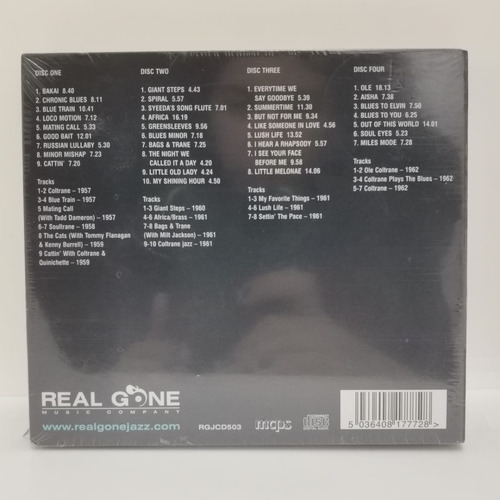 DISC ONE
1. BAKAI 8.40
2. CHRONIC BLUES 8.11
3. BLUE TRAIN 10.41
4. LOCO MOTION 7.12
5. MATING CALL 5.33
6. GOOD BAIT 12.01
7. RUSSIAN LULLABY 5.30
8. MINOR MISHAP 7.23
9. CATTIN' 7.20
Tracks
1-2 Coltrane – 1957
3-4 Blue Train – 1957
5 Mating Call
(With Todd Dameron) – 1957
6-7 Soultrane – 1958
8 The Cats (With Tommy Flanagan
& Kenny Burrell) – 1959
9 Cattin' With Coltrane &
Quinichette – 1959
DISC TWO
1. GIANT STEPS 4.43
2. SPIRAL 5.57
3. SYEEDA'S SONG FLUTE 7.01
4. AFRICA 16.19
5. GREENSLEEVES 9.56
6. BLUES MINOR 7.18
7. BAGS & TRANE 7.25
8. THE NIGHT WE
CALLED IT A DAY 4.20
9. LITTLE OLD LADY 4.24
10. MY SHINING HOUR 4.50
Tracks
1-3 Giant Steps – 1960
4-6 Africa/Brass – 1961
7-8 Bags & Trane
(With Milt Jackson) – 1961
9-10 Coltrane jazz – 1961
DISC THREE
1. EVERYTIME WE
SAY GOODBYE 5.39
2. SUMMERTIME 11.30
3. BUT NOT FOR ME 9.34
4. LIKE SOMEONE IN LOVE 4.56
5. LUSH LIFE 13.52
6. I HEAR A RHAPSODY 5.57
7. I SEE YOUR FACE
BEFORE ME 9.58
8. LITTLE MELONAE 14.06
Tracks
1-3 My Favorite Things – 1961
4-6 Lush Life – 1961
7-8 Settin' The Pace – 1961
DISC FOUR
1. OLE 18.13
2. AISHA 7.38
3. BLUES TO ELVIN 7.50
4. BLUES TO YOU 6.25
5. OUT OF THIS WORLD 14.01
6. SOUL EYES 5.23
7. MILES MODE 7.28
Tracks
1-2 Ole Coltrane – 1962
3-4 Coltrane Plays The Blues – 1962
5-7 Coltrane – 1962
REAL GONE
MUSIC COMPANY
www.realgonejazz.com
RGJCD503
mcps
COMPACT
disc
DIGITAL AUDIO
5 036408 177728 >